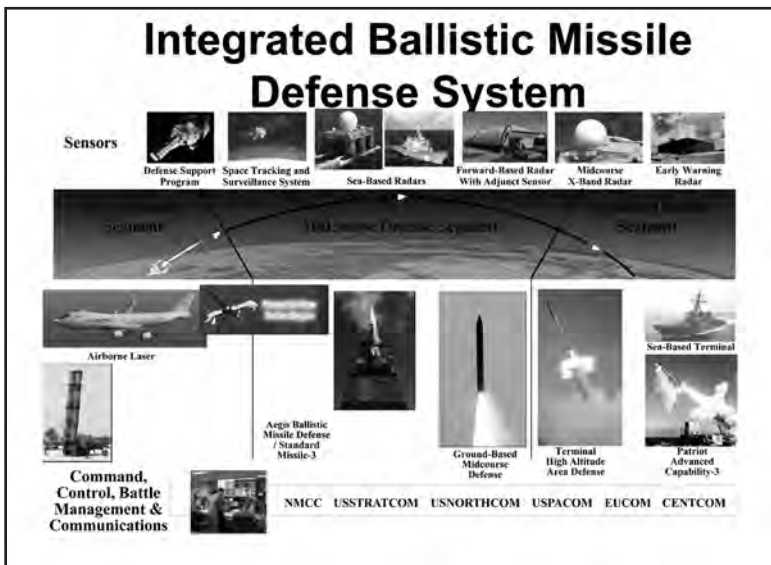 Integrated Ballistic Missile
Defense System
Sensors
Defense Support
Program
Space Tracking and
Surveillance System
Sea-Based Radars
Forward-Based Radar
With Adjunct Sensor
Midcourse
X-Band Radar
Early Warning
Radar
Segment
Midcourse Defense Segment
Segment
Airborne Laser
Sea-Based Terminal
Aegis Ballistic
Missile Defense
/ Standard
Missile-3
Ground-Based
Midcourse
Defense
Terminal
High Altitude
Area Defense
Patriot
Advanced
Capability-3
Command,
Control, Battle
Management &
Communications
NMCC USSTRATCOM USNORTHCOM USPACOM EUCOM CENTCOM